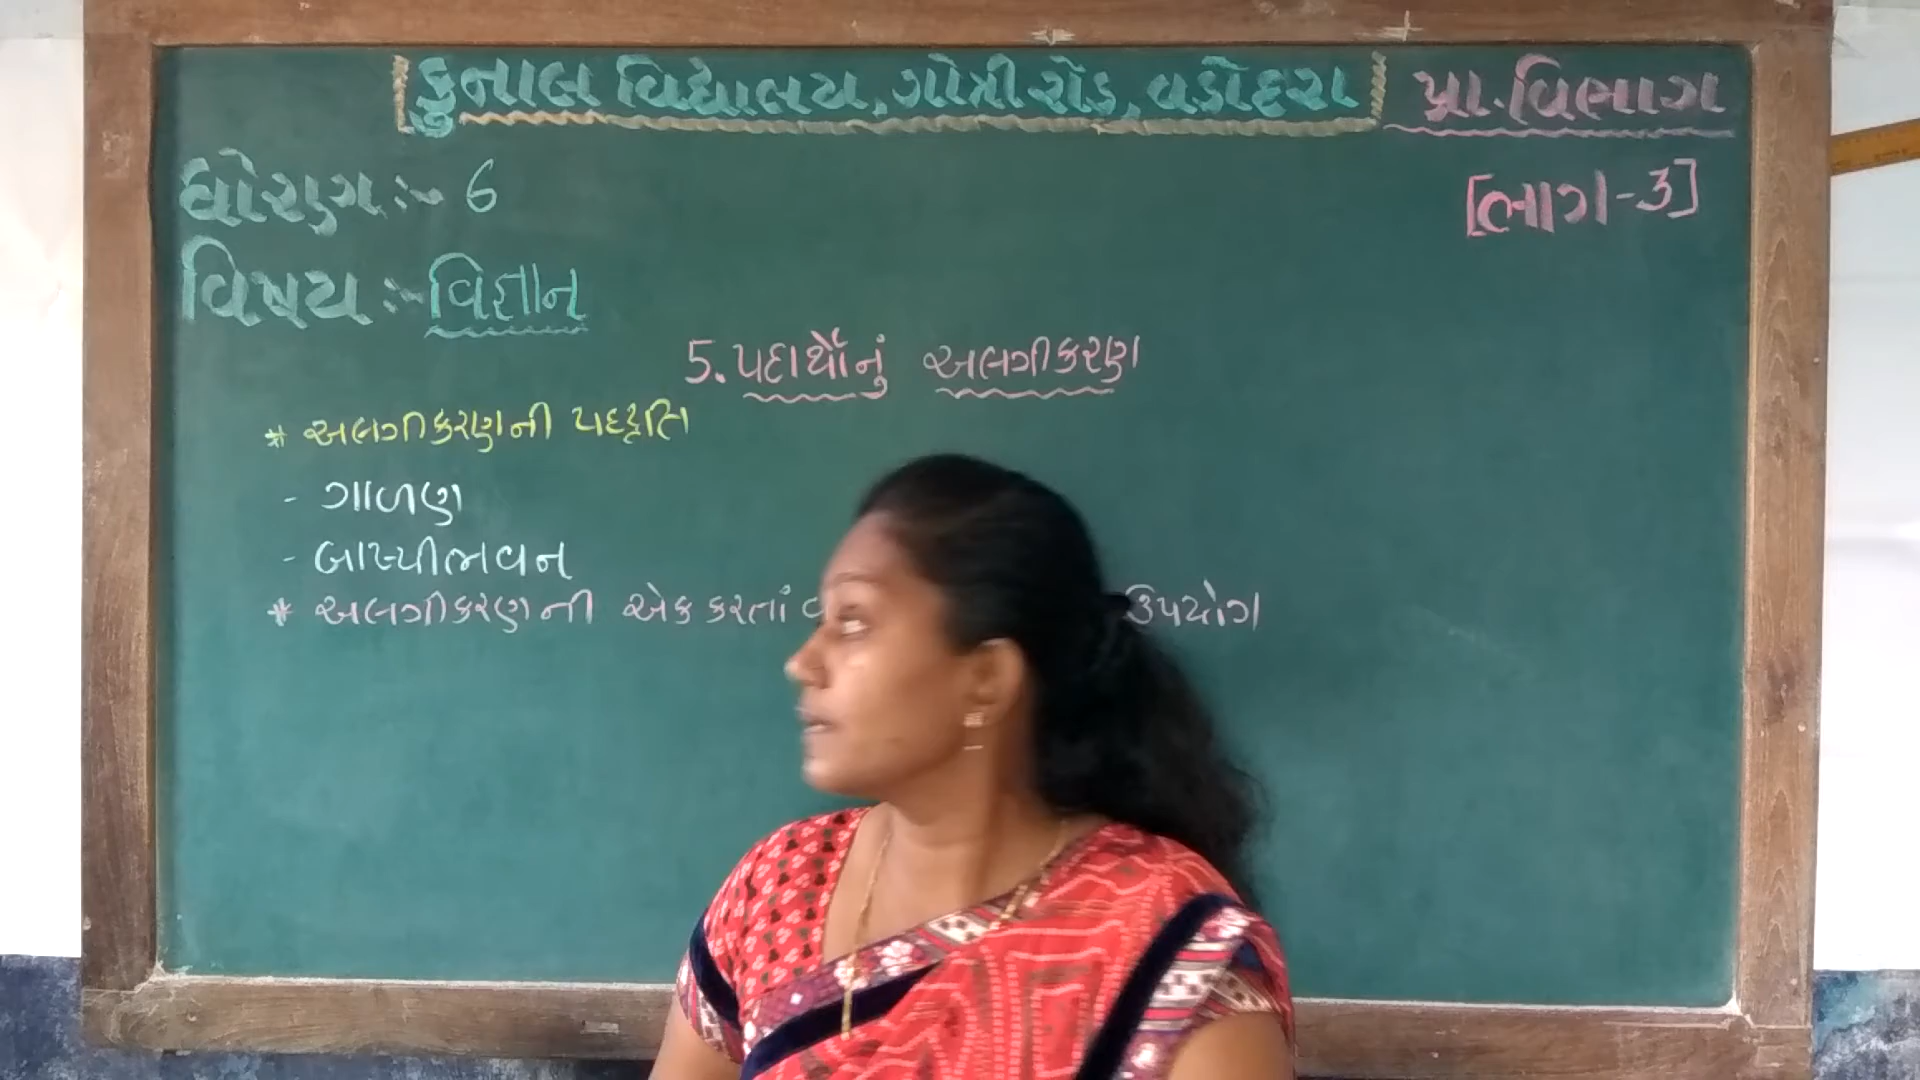 કુનાલ વિદ્યાલય, ગોત્રી રોડ, વડોદરા પ્રા. વિભાગ
[ભાગ-3]
ધોરણ :- 6
વિષય :- વિજ્ઞાન
5. પદાર્થોનું અલગીકરણ
* અલગીકરણની પદ્ધતિ
- ગાળણ
- બાષ્પીભવન
* અલગીકરણની એક કરતાં ઉપયોગ